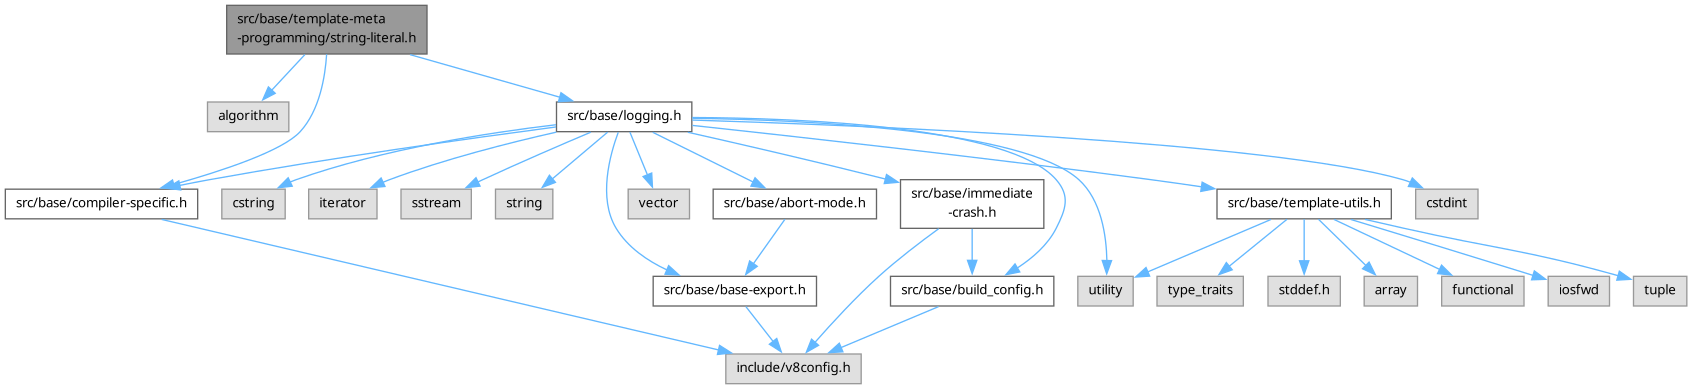 src/base/template-meta
-programming/string-literal.h
algorithm
src/base/logging.h
src/base/compiler-specific.h
cstring
iterator
sstream
string
vector
src/base/abort-mode.h
src/base/immediate
-crash.h
src/base/template-utils.h
cstdint
src/base/base-export.h
src/base/build_config.h
utility
type_traits
stddef.h
array
functional
iosfwd
tuple
include/v8config.h